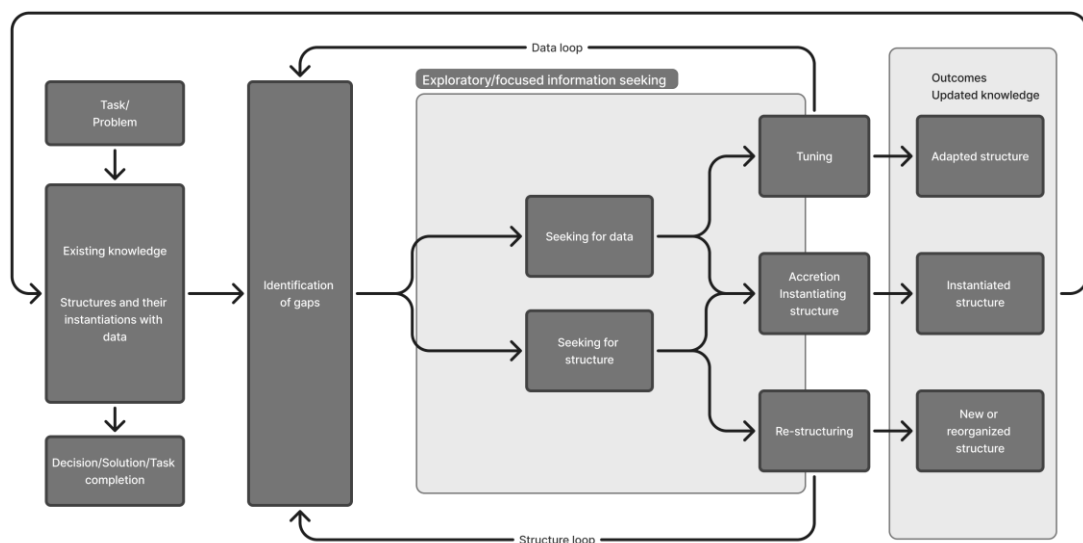 Data loop
Exploratory/focused information seeking
Outcomes
Updated knowledge
Task/
Problem
Tuning
Adapted structure
Existing knowledge
Structures and their
instantiations with
data
Identification
of gaps
Seeking for data
Accretion
Instantiating
structure
Instantiated
structure
Seeking for
structure
Re-structuring
New or
reorganized
structure
Decision/Solution/Task
completion
Structure loop